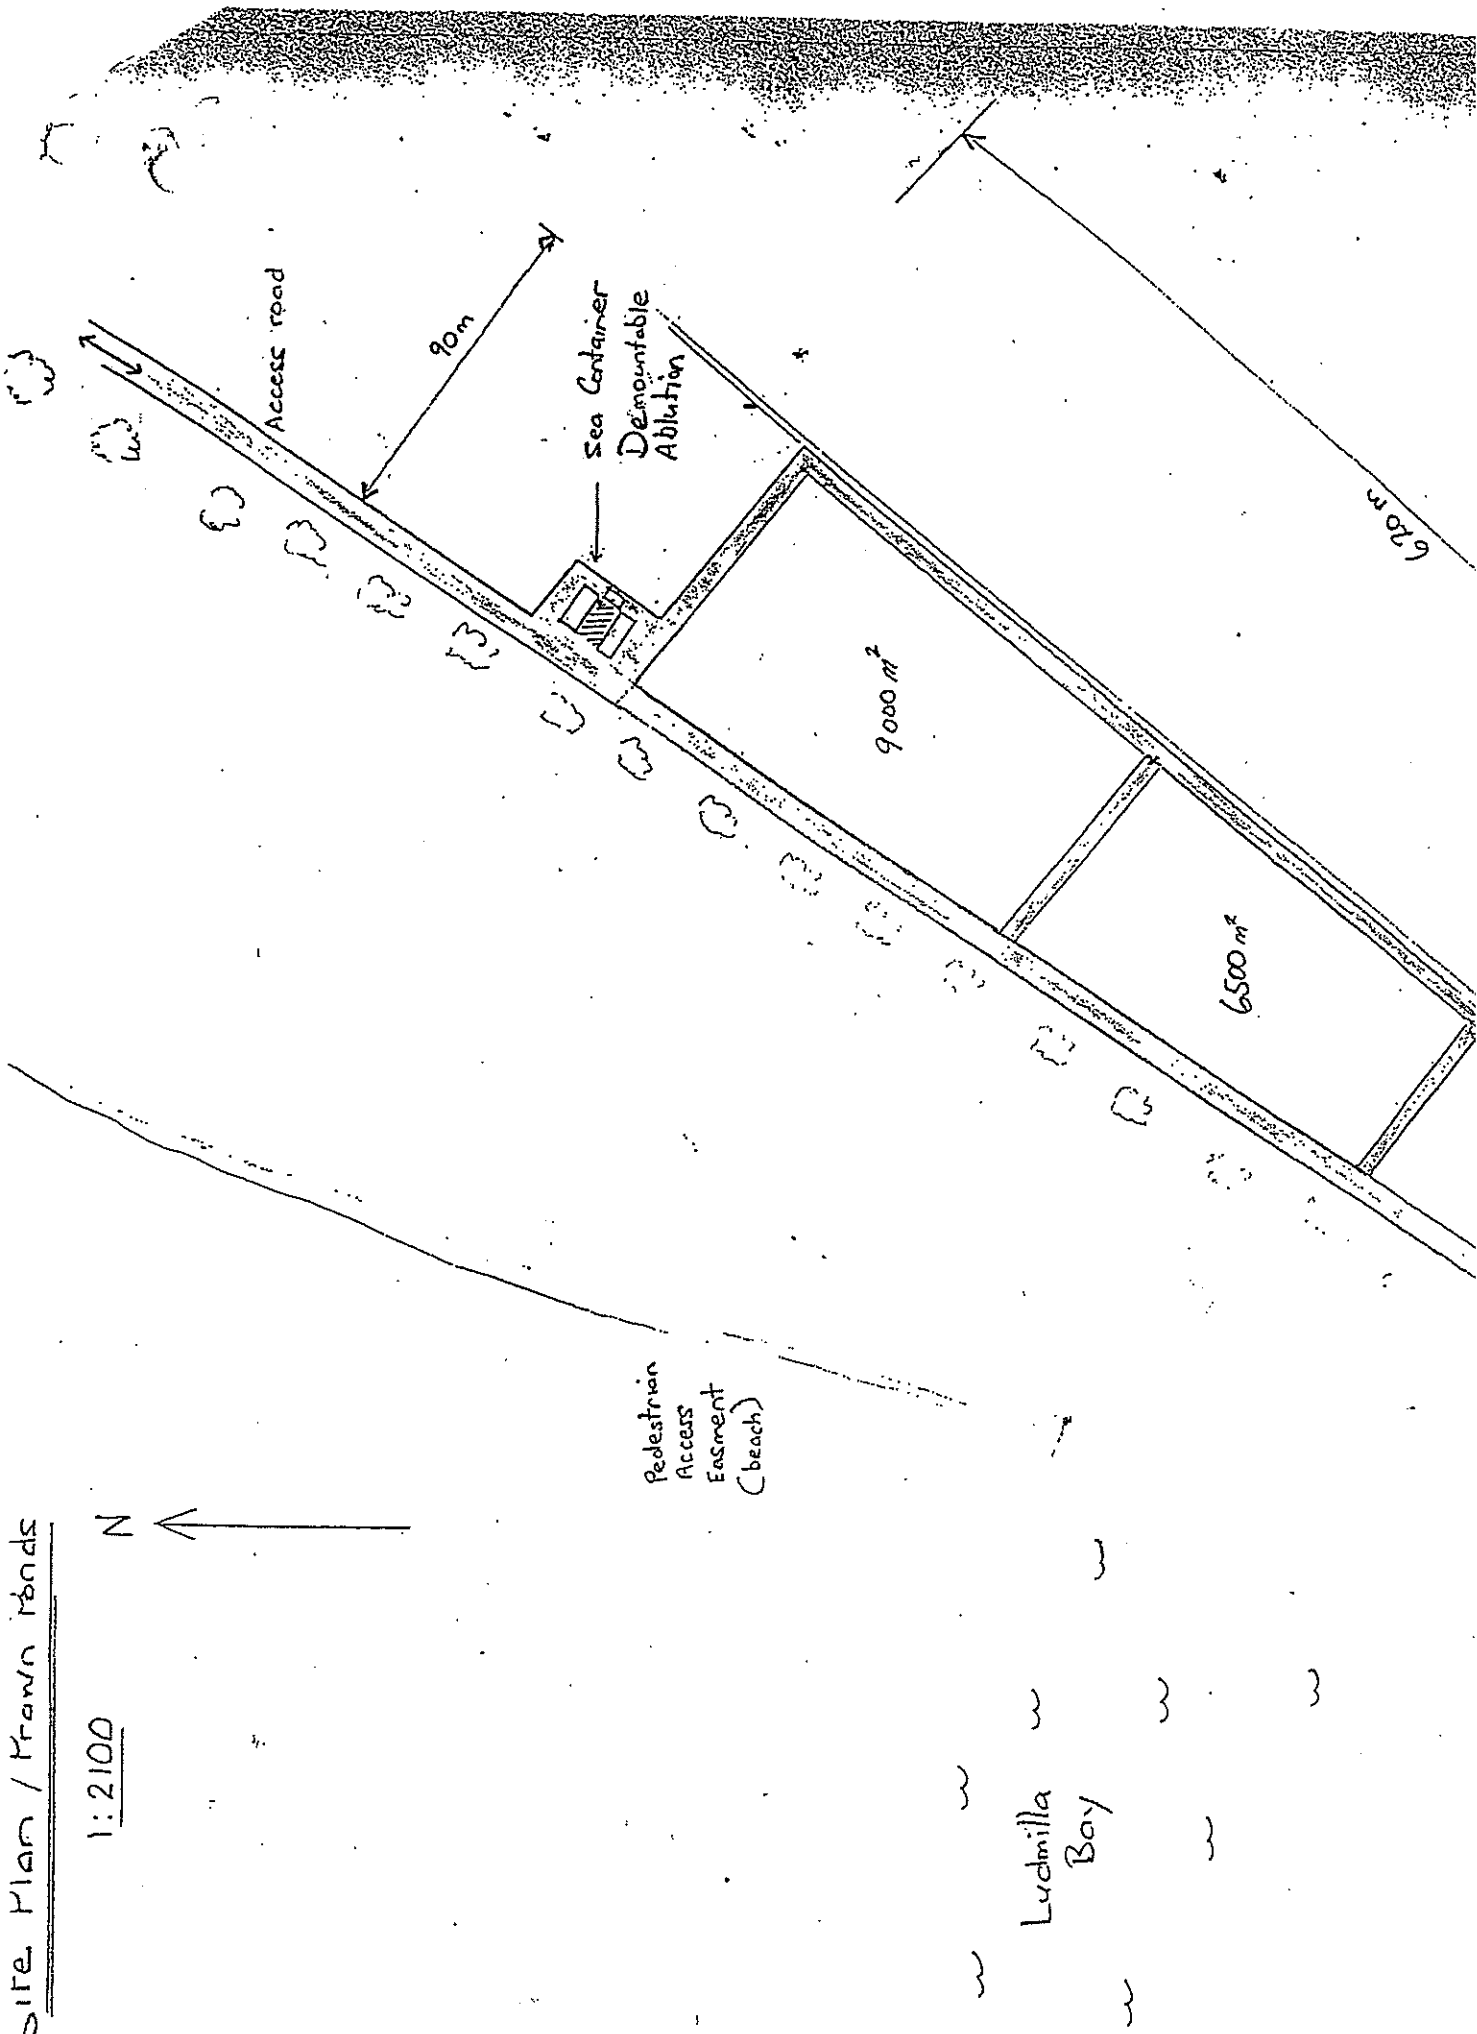 Site Plan / Prawn Ponds
1:2100
N
Access road
90m
Sea Container
Demountable
Ablution
9000 m²
6500 m²
620 m
Pedestrian
Access
Easment
(beach)
Ludmilla
Bay